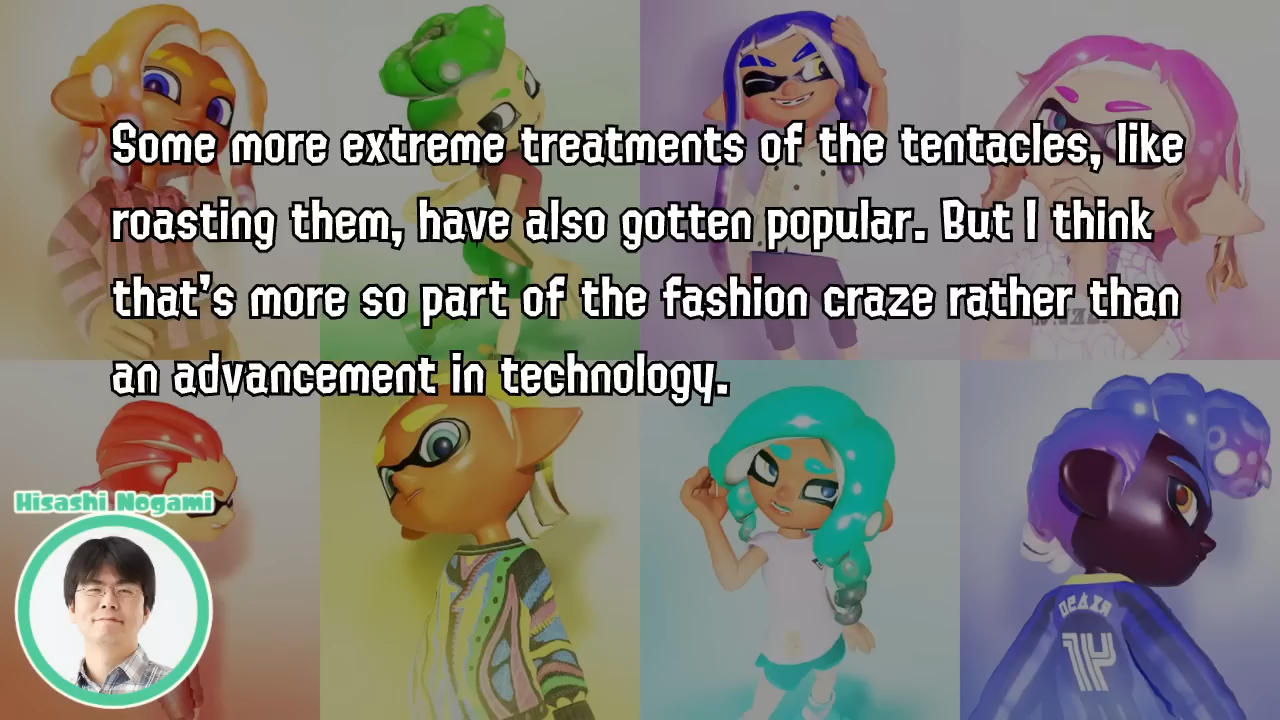 Some more extreme treatments of the tentacles, like
roasting them, have also gotten popular. But I think
that's more so part of the fashion craze rather than
an advancement in technology.
Hisashi Nogami